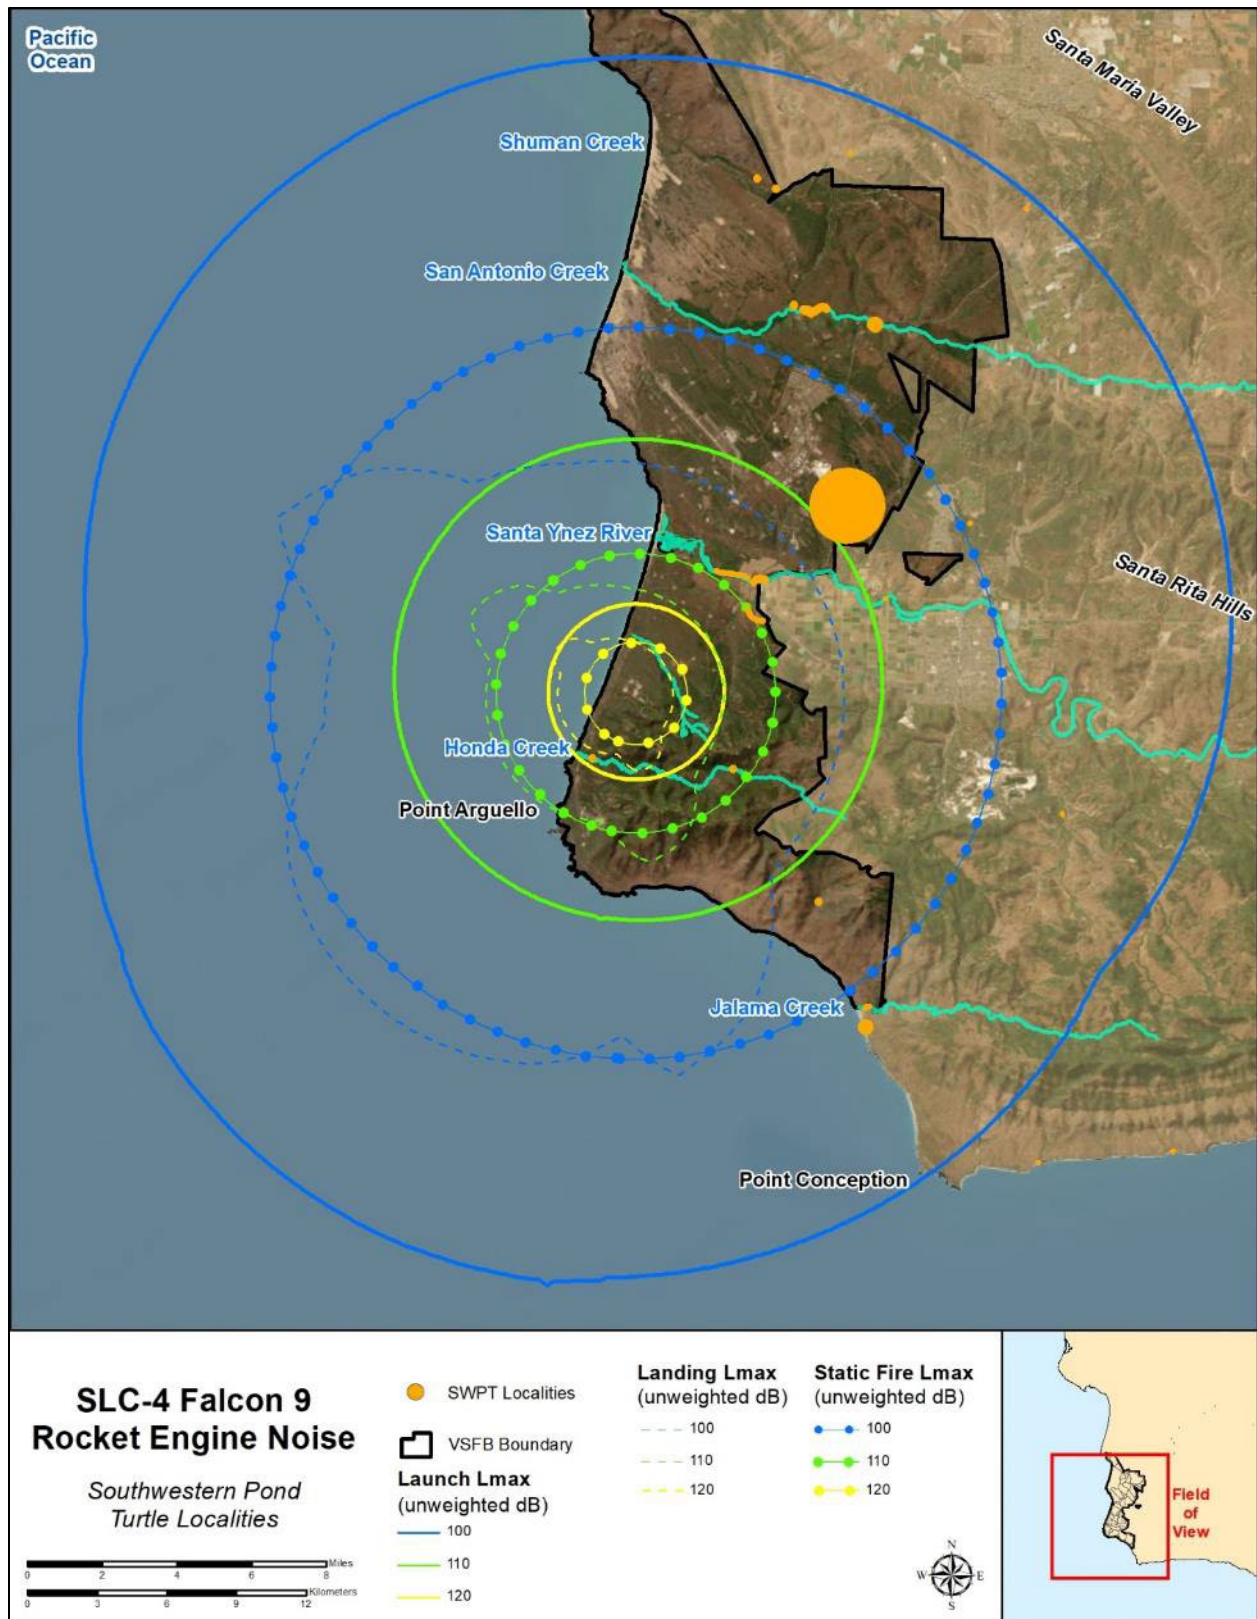 Pacific
Ocean
Santa Maria Valley
Shuman Creek
San Antonio Creek
Santa Ynez River
Santa Rita Hills
Honda Creek
Point Arguello
Jalama Creek
Point Conception
SLC-4 Falcon 9
Rocket Engine Noise
Southwestern Pond
Turtle Localities
0 2 4 6 8 Miles
0 3 6 9 12 Kilometers
SWPT Localities
VSFB Boundary
Launch Lmax
(unweighted dB)
100
110
120
Landing Lmax
(unweighted dB)
100
110
120
Static Fire Lmax
(unweighted dB)
100
110
120
N
W E
S
Field
of
View